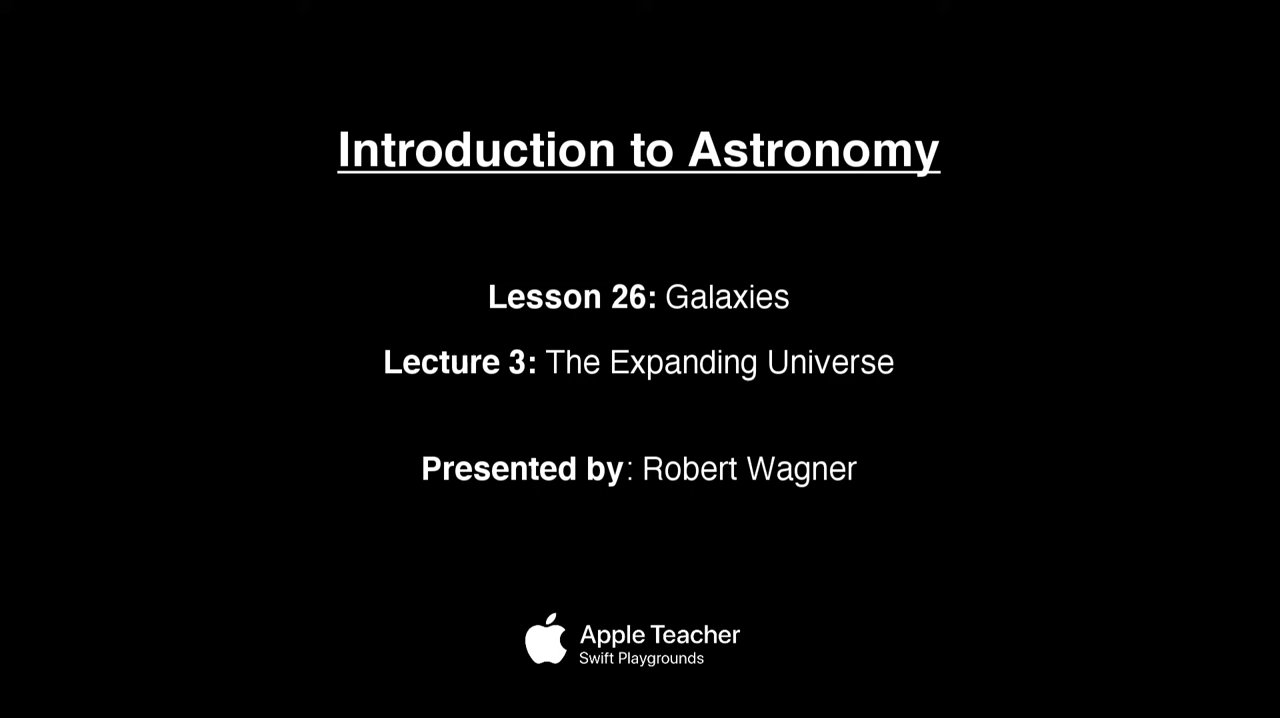 Introduction to Astronomy
Lesson 26: Galaxies
Lecture 3: The Expanding Universe
Presented by: Robert Wagner
Apple Teacher
Swift Playgrounds